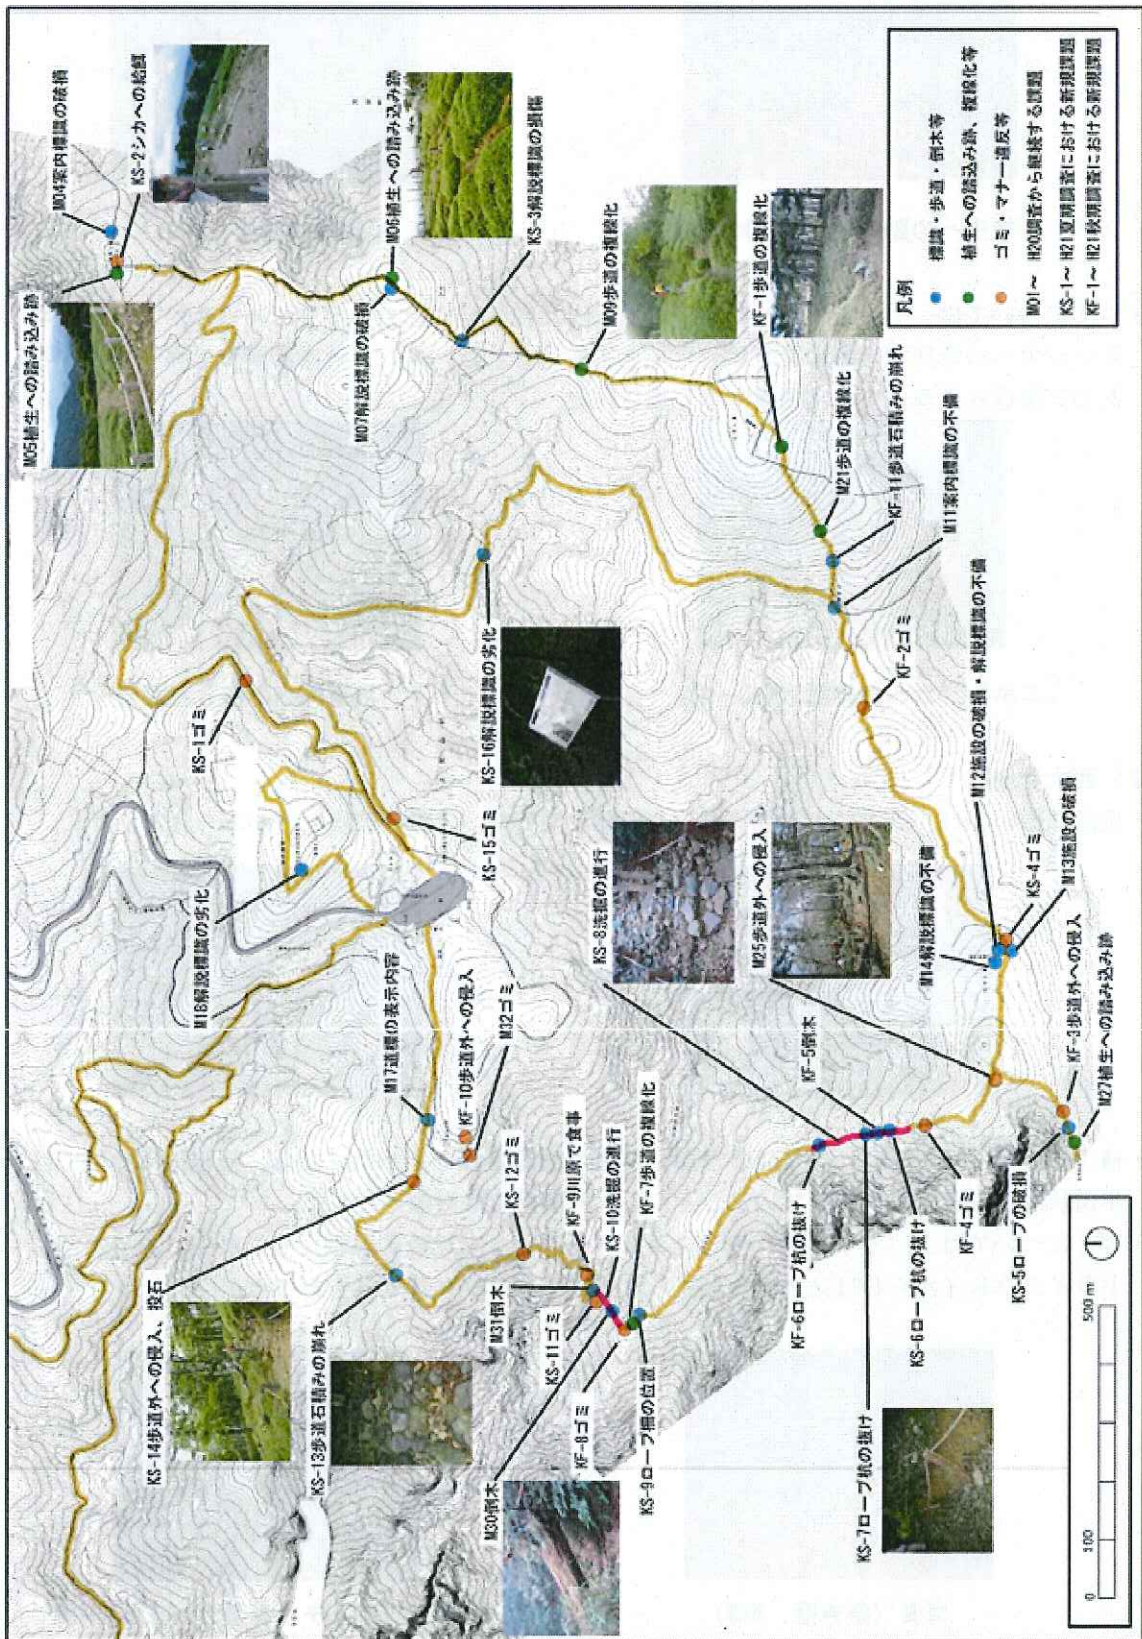 M04案内標識の破損
KS-2シカへの給餌
M05植生への踏み込み跡
M06植生への踏み込み跡
M07解説標識の破損
KS-3解説標識の損傷
M09歩道の複線化
KF-1歩道の複線化
M21歩道の複線化
KF-11歩道石積みの崩れ
M11案内標識の不備
KF-2ゴミ
KS-1ゴミ
KS-16解説標識の劣化
KS-15ゴミ
M18解説標識の劣化
M12施設の破損・解説標識の不備
KS-4ゴミ
M13施設の破損
M14解説標識の不備
KS-8洗掘の進行
M25歩道外への侵入
KF-3歩道外への侵入
M27植生への踏み込み跡
M17道標の表示内容
KF-10歩道外への侵入
M32ゴミ
KF-5倒木
KS-12ゴミ
KF-9川原で食事
KS-10洗掘の進行
KF-7歩道の複線化
KF-6ロープ杭の抜け
KS-6ロープ杭の抜け
KF-4ゴミ
KS-5ロープの破損
KS-14歩道外への侵入、投石
KS-13歩道石積みの崩れ
M31倒木
KS-11ゴミ
M30倒木
KF-8ゴミ
KS-9ロープ柵の位置
KS-7ロープ杭の抜け
凡例
標識・歩道・倒木等
植生への踏込み跡、複線化等
ゴミ・マナー違反等
M01～ H20調査から継続する課題
KS-1～ H21夏期調査における新規課題
KF-1～ H21秋期調査における新規課題
0 100 500 m